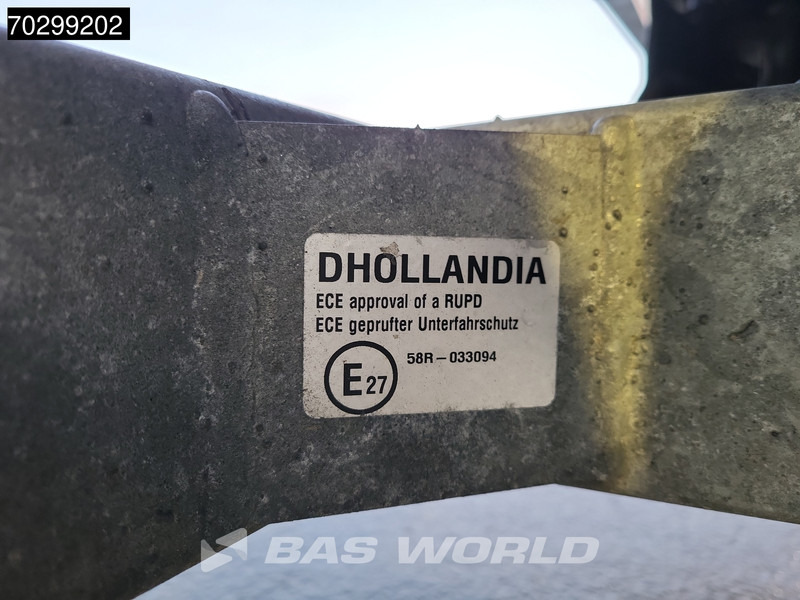 70299202
DHOLLANDIA
ECE approval of a RUPD
ECE geprufter Unterfahrschutz
58R-033094
E27
BAS WORLD